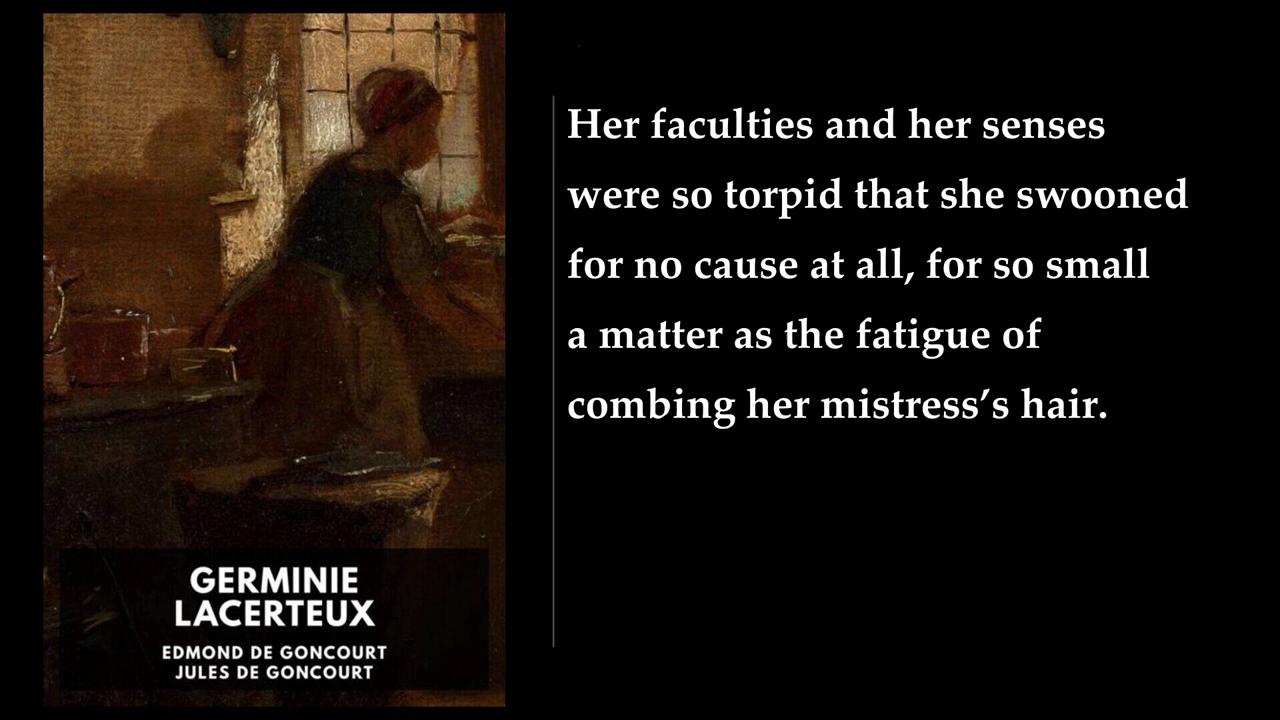 GERMINIE
LACERTEUX
EDMOND DE GONCOURT
JULES DE GONCOURT
Her faculties and her senses
were so torpid that she swooned
for no cause at all, for so small
a matter as the fatigue of
combing her mistress’s hair.